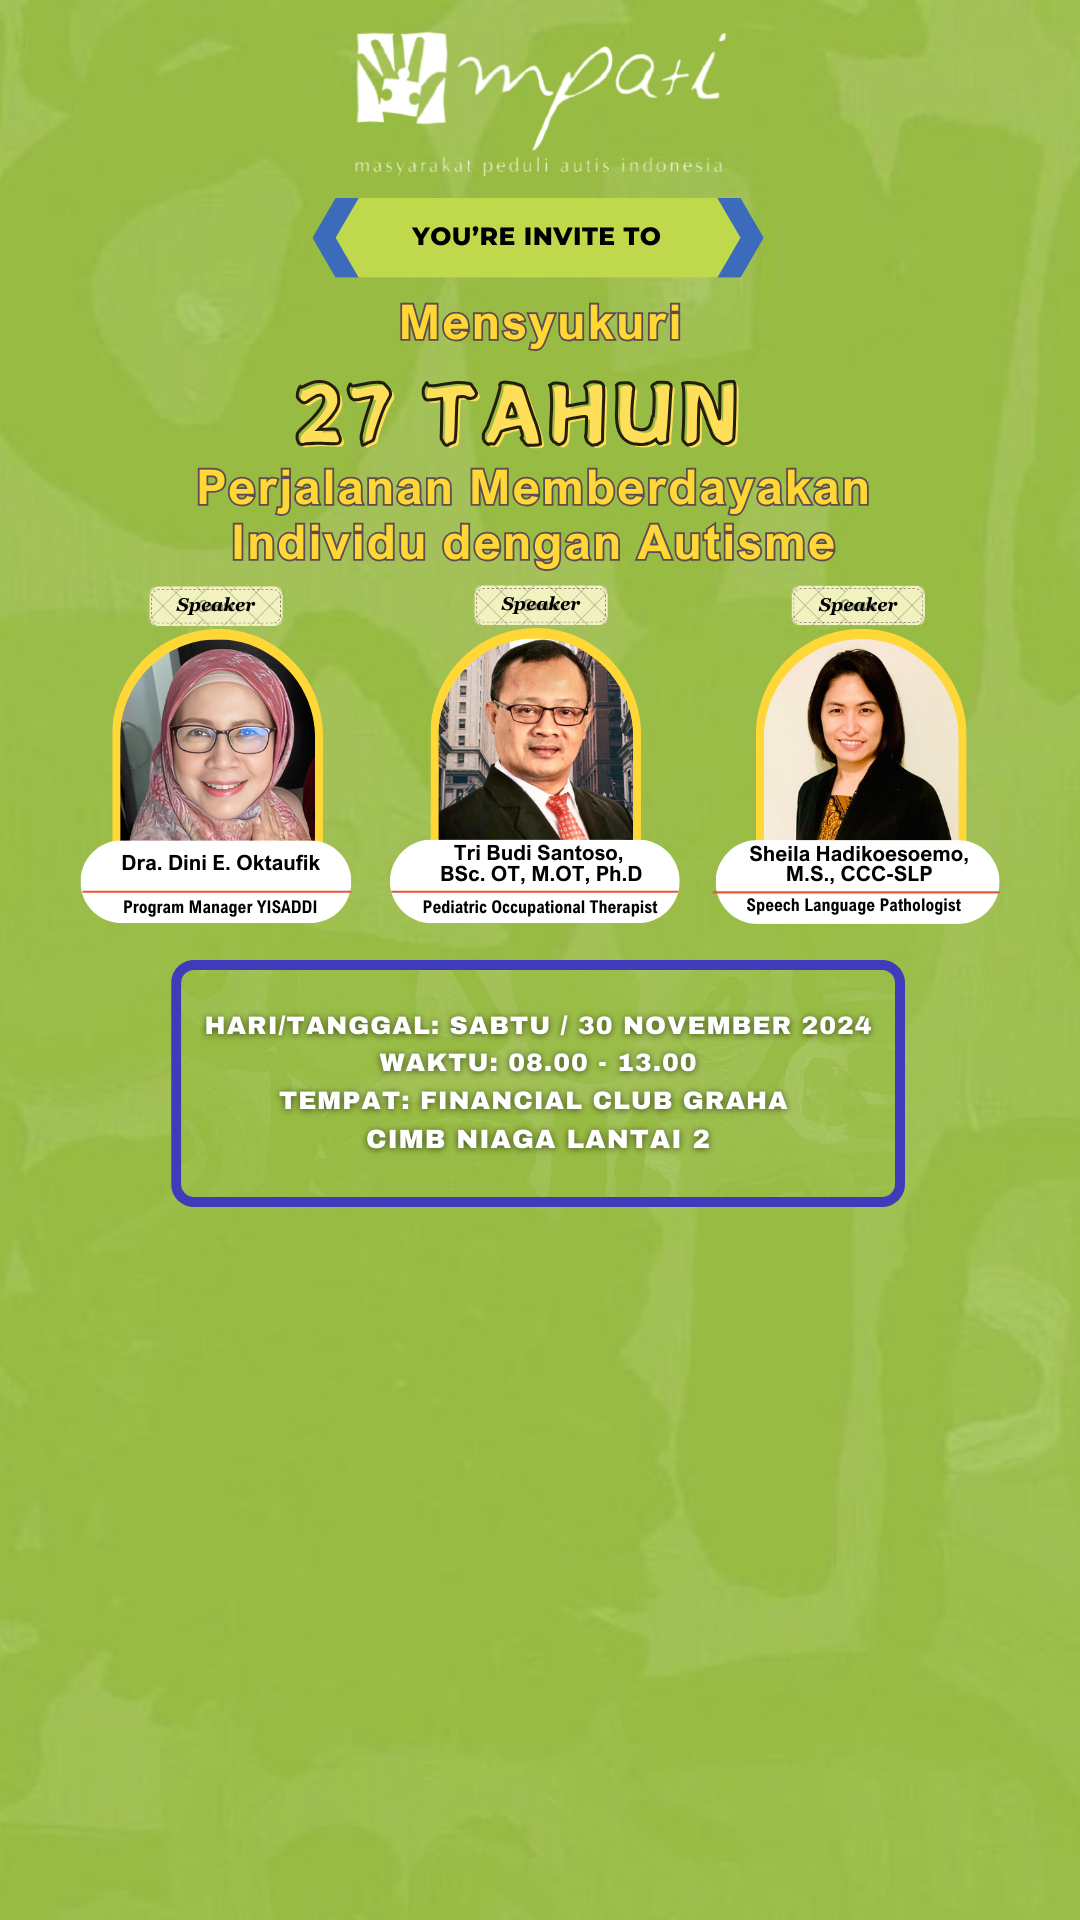 mpati
masyarakat peduli autis indonesia
YOU'RE INVITE TO
Mensyukuri
27 TAHUN
Perjalanan Memberdayakan
Individu dengan Autisme
Speaker
Speaker
Speaker
Dra. Dini E. Oktaufik
Program Manager YISADDI
Tri Budi Santoso,
BSc. OT, M.OT, Ph.D
Pediatric Occupational Therapist
Sheila Hadikoesoemo,
M.S., CCC-SLP
Speech Language Pathologist
HARI/TANGGAL: SABTU / 30 NOVEMBER 2024
WAKTU: 08.00 - 13.00
TEMPAT: FINANCIAL CLUB GRAHA
CIMB NIAGA LANTAI 2